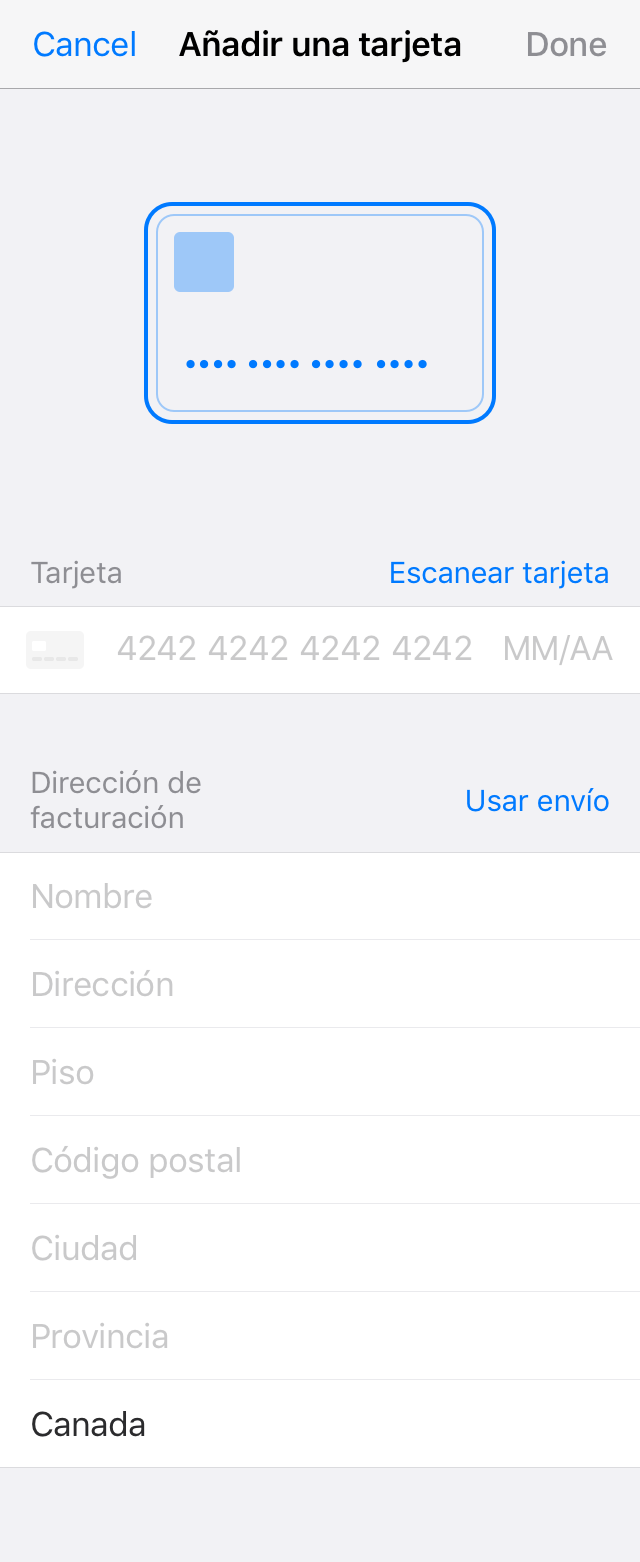 Cancel
Añadir una tarjeta
Done
Tarjeta
Escanear tarjeta
4242 4242 4242 4242
MM/AA
Dirección de
facturación
Usar envío
Nombre
Dirección
Piso
Código postal
Ciudad
Provincia
Canada